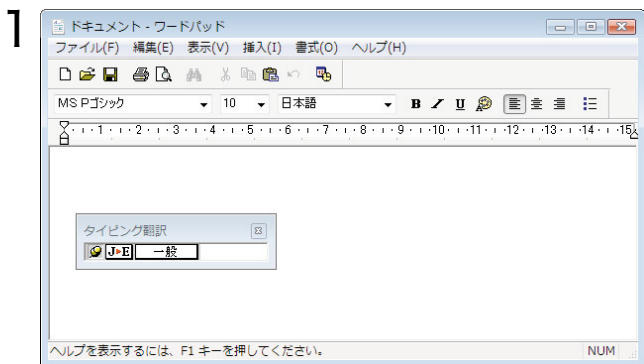 1
ドキュメント - ワードパッド
ファイル(F) 編集(E) 表示(V) 挿入(I) 書式(O) ヘルプ(H)
MS Pゴシック 10 日本語 B I U
1 2 3 4 5 6 7 8 9 10 11 12 13 14 15
タイピング翻訳
J▸E 一般
ヘルプを表示するには、F1 キーを押してください。 NUM